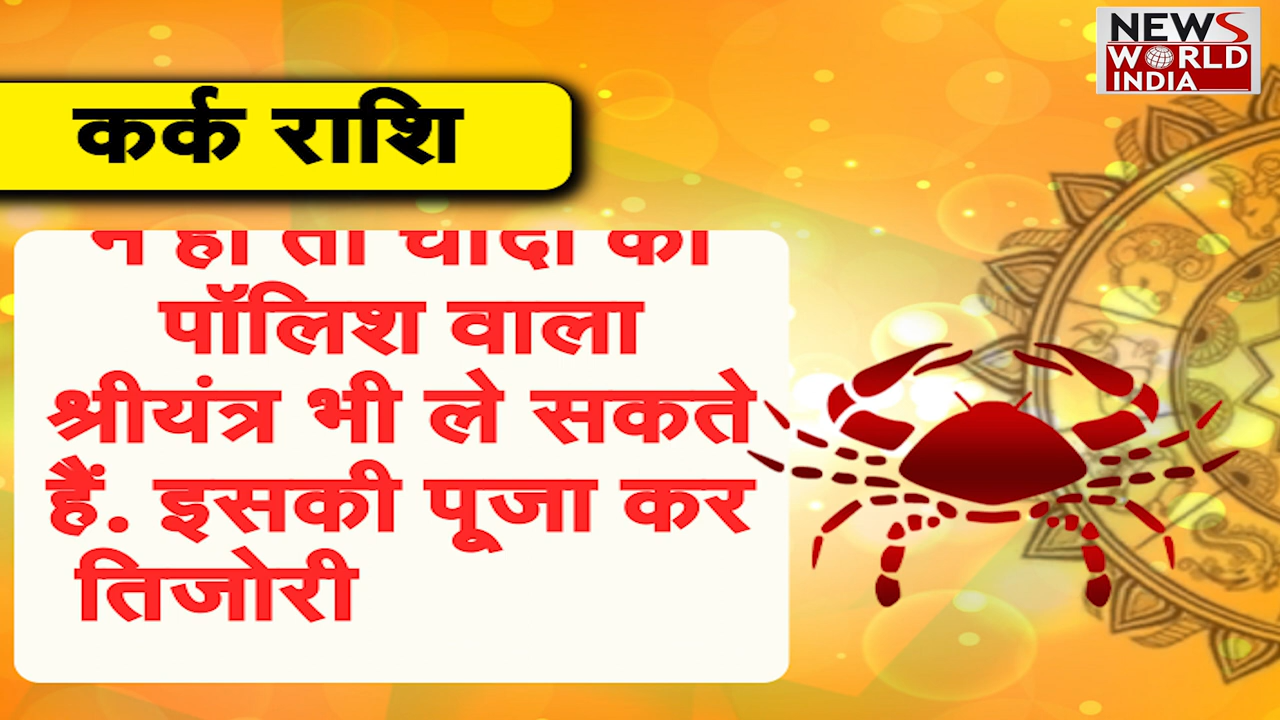 NEWS
WORLD
INDIA
कर्क राशि
न हो तो चांदी की
पॉलिश वाला
श्रीयंत्र भी ले सकते
हैं. इसकी पूजा कर
तिजोरी